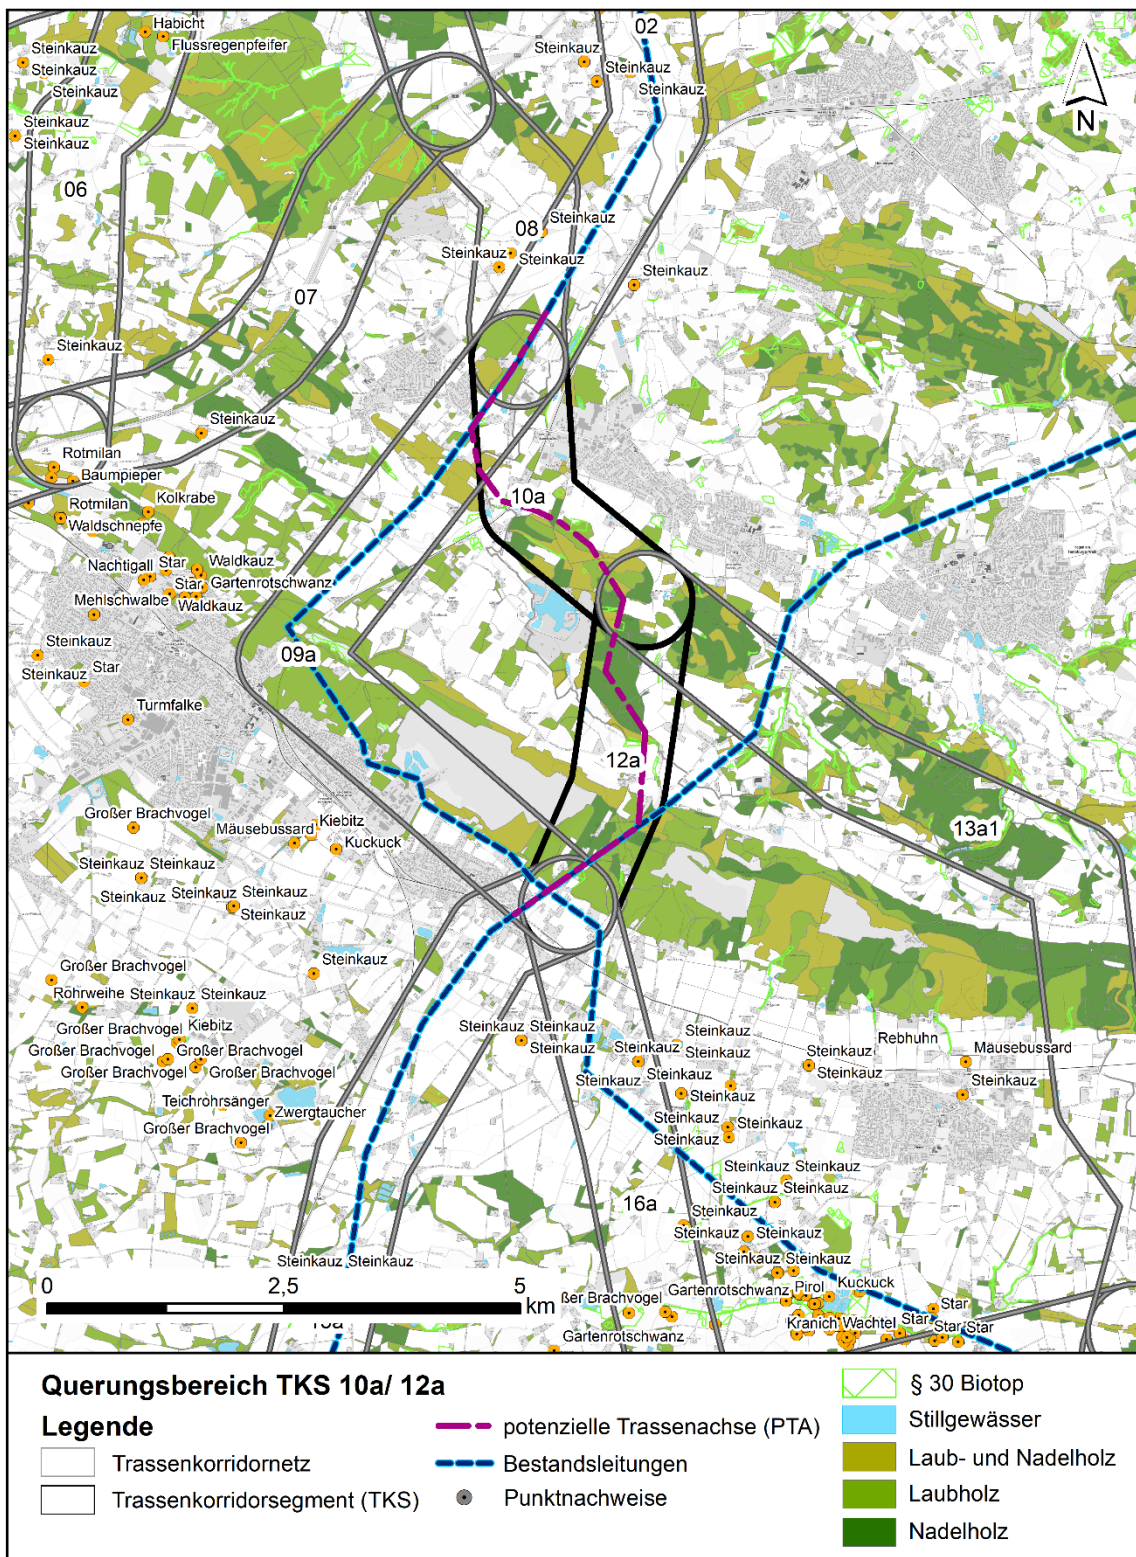 02
Habicht
Flussregenpfeifer
Steinkauz
Steinkauz
Steinkauz
Steinkauz
Steinkauz
Steinkauz
Steinkauz
Steinkauz
06
Steinkauz
08
Steinkauz
Steinkauz
Steinkauz
07
Steinkauz
Steinkauz
Rotmilan
Baumpieper
Kolkrabe
10a
Rotmilan
Waldschnepfe
Nachtigall
Star
Waldkauz
Star
Gartenrotschwanz
Mehlschwalbe
Waldkauz
Steinkauz
09a
Steinkauz
Star
Turmfalke
12a
Großer Brachvogel
Kiebitz
Mäusebussard
Kuckuck
13a1
Steinkauz Steinkauz
Steinkauz
Steinkauz
Steinkauz
Steinkauz
Großer Brachvogel
Steinkauz
Rohrweihe
Steinkauz
Steinkauz
Großer Brachvogel
Kiebitz
Großer Brachvogel
Großer Brachvogel
Großer Brachvogel
Großer Brachvogel
Teichrohrsänger
Zwergtaucher
Großer Brachvogel
Steinkauz
Steinkauz
Steinkauz
Steinkauz
Steinkauz
Steinkauz
Steinkauz
Steinkauz
Steinkauz
Steinkauz
Rebhuhn
Mäusebussard
Steinkauz
Steinkauz
Steinkauz
Steinkauz
Steinkauz
Steinkauz
Steinkauz
Steinkauz
Steinkauz
16a
Steinkauz
Steinkauz
Steinkauz
Steinkauz
Steinkauz
Steinkauz
Steinkauz
Gartenrotschwanz
Pirol
Kuckuck
ßer Brachvogel
Kranich
Wachtel
Star
Star
Star
Star
Gartenrotschwanz
N
0
2,5
5
km
Querungsbereich TKS 10a/ 12a
Legende
Trassenkorridornetz
Trassenkorridorsegment (TKS)
potenzielle Trassenachse (PTA)
Bestandsleitungen
Punktnachweise
§ 30 Biotop
Stillgewässer
Laub- und Nadelholz
Laubholz
Nadelholz